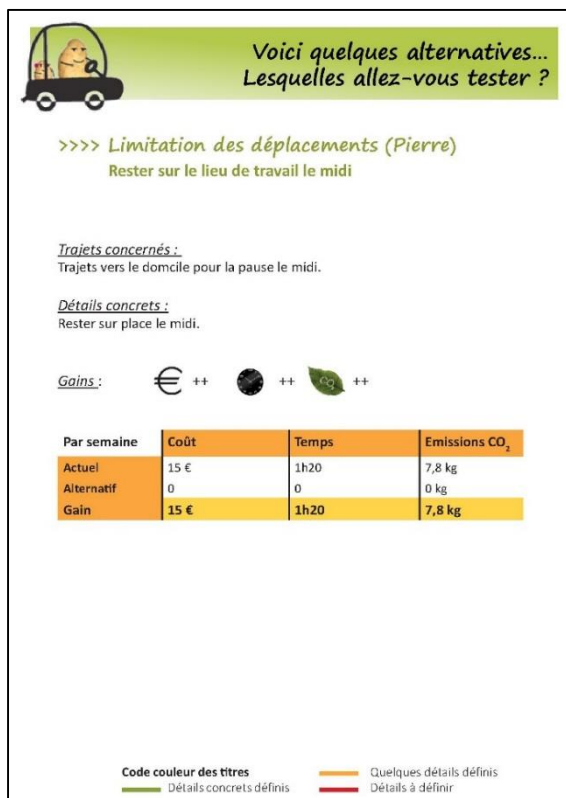 Voici quelques alternatives...
Lesquelles allez-vous tester ?
>>>> Limitation des déplacements (Pierre)
Rester sur le lieu de travail le midi
Trajets concernés :
Trajets vers le domcile pour la pause le midi.
Détails concrets :
Rester sur place le midi.
Gains : € ++ ++ CO2 ++
Par semaine Coût Temps Emissions CO2
Actuel 15 € 1h20 7,8 kg
Alternatif 0 0 0 kg
Gain 15 € 1h20 7,8 kg
Code couleur des titres Quelques détails définis
Détails concrets définis Détails à définir